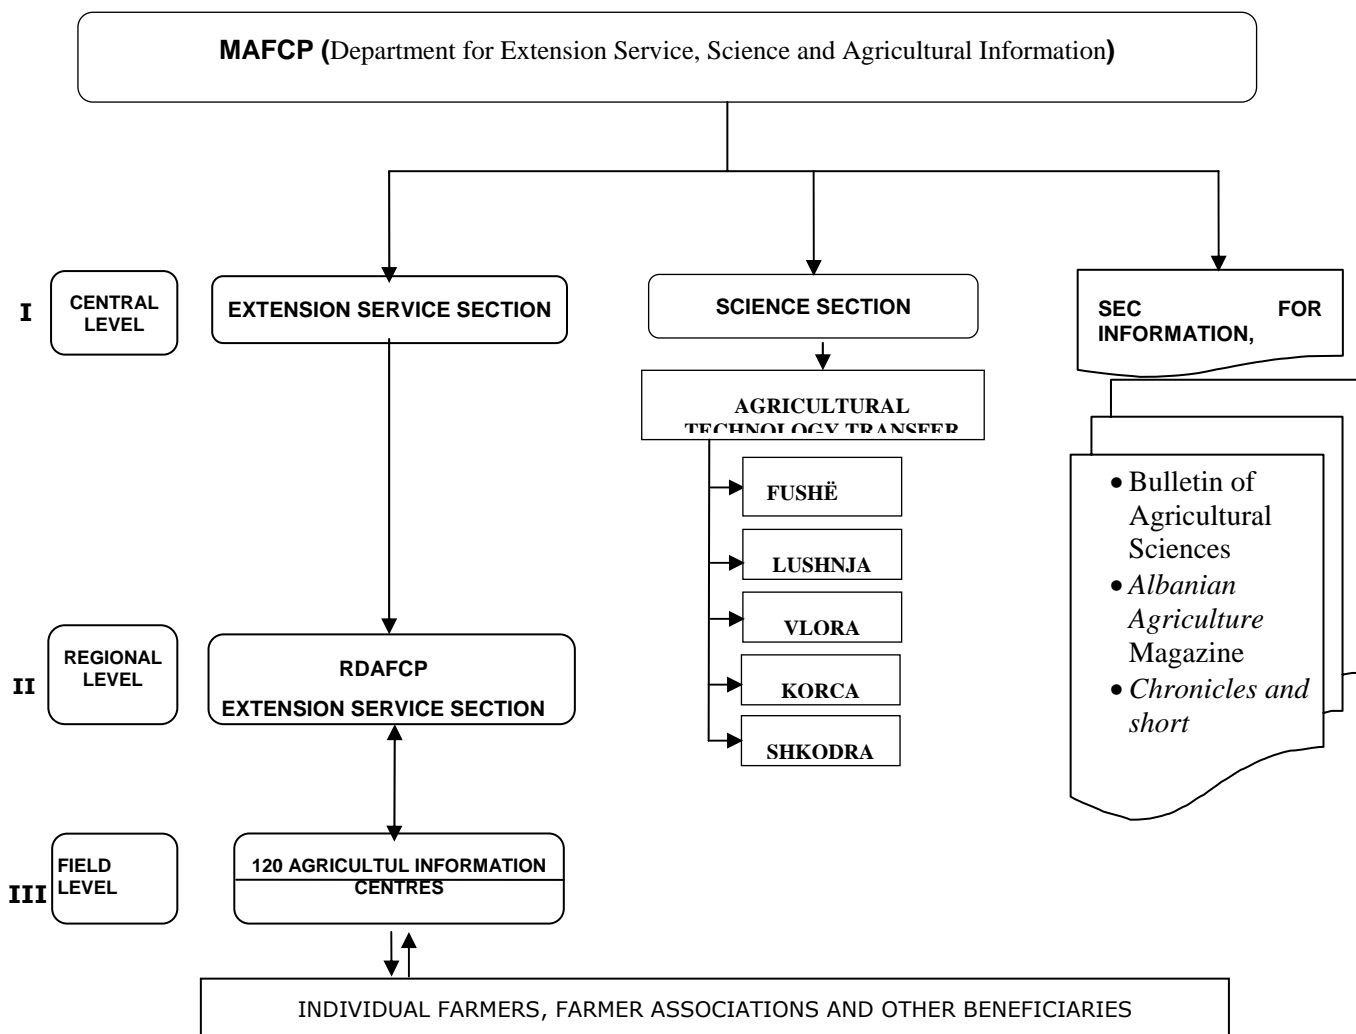 MAFCP (Department for Extension Service, Science and Agricultural Information)
I
CENTRAL
LEVEL
EXTENSION SERVICE SECTION
SCIENCE SECTION
SEC FOR
INFORMATION,
AGRICULTURAL
TECHNOLOGY TRANSFER
FUSHË
LUSHNJA
VLORA
KORCA
SHKODRA
• Bulletin of
Agricultural
Sciences
• Albanian
Agriculture
Magazine
• Chronicles and
short
II
REGIONAL
LEVEL
RDAFCP
EXTENSION SERVICE SECTION
III
FIELD
LEVEL
120 AGRICULTUL INFORMATION
CENTRES
INDIVIDUAL FARMERS, FARMER ASSOCIATIONS AND OTHER BENEFICIARIES